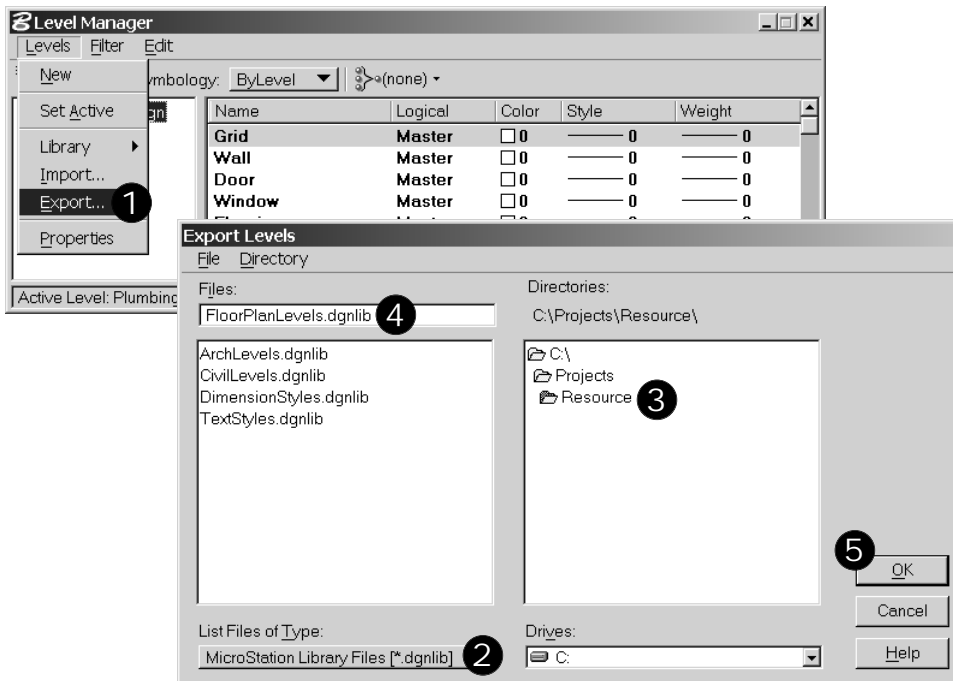 Level Manager
Levels Filter Edit
New
mbology: ByLevel (none)
Set Active
Name Logical Color Style Weight
Grid Master 0 0 0
Library
Wall Master 0 0 0
Import...
Door Master 0 0 0
Export... 1
Window Master 0 0 0
Properties
Active Level: Plumbing
Export Levels
File Directory
Files:
Directories:
FloorPlanLevels.dgnlib 4
C:\Projects\Resource\
ArchLevels.dgnlib
CivilLevels.dgnlib
DimensionStyles.dgnlib
TextStyles.dgnlib
C:\
Projects
Resource 3
5
OK
Cancel
Help
List Files of Type:
MicroStation Library Files [*.dgnlib] 2
Drives:
C: